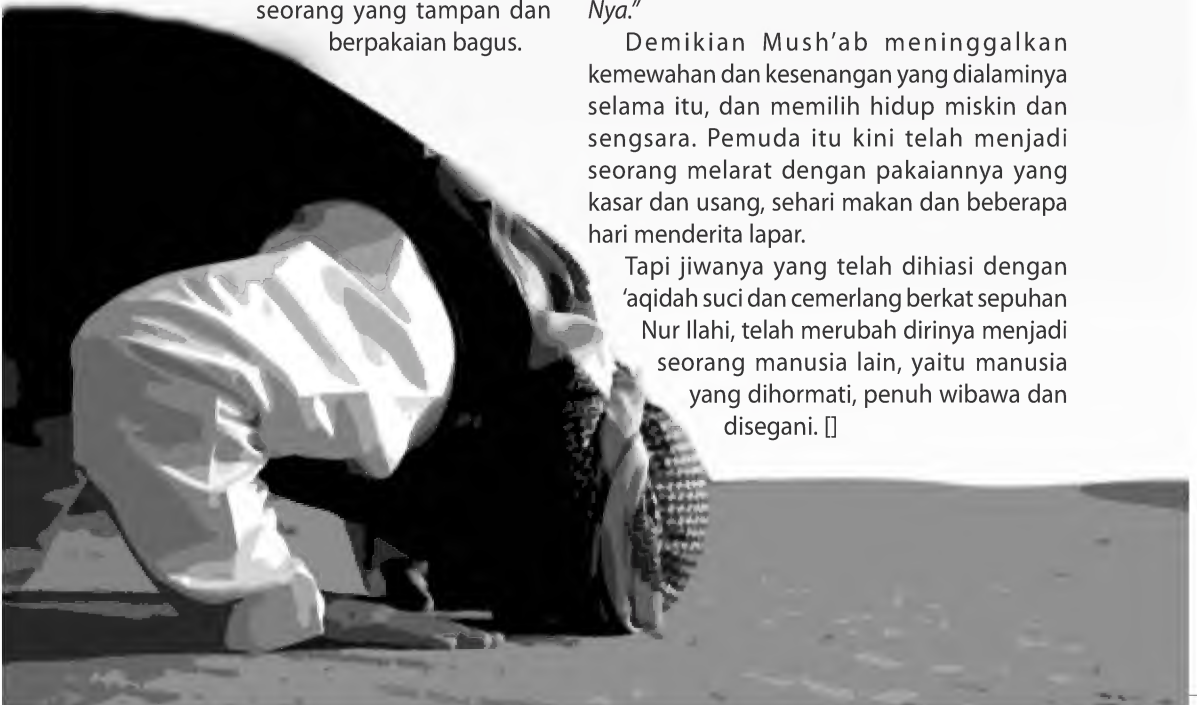 seorang yang tampan dan
berpakaian bagus.
Nya.”
Demikian Mush’ab meninggalkan
kemewahan dan kesenangan yang dialaminya
selama itu, dan memilih hidup miskin dan
sengsara. Pemuda itu kini telah menjadi
seorang melarat dengan pakaiannya yang
kasar dan usang, sehari makan dan beberapa
hari menderita lapar.
Tapi jiwanya yang telah dihiasi dengan
‘aqidah suci dan cemerlang berkat sepuhan
Nur Ilahi, telah merubah dirinya menjadi
seorang manusia lain, yaitu manusia
yang dihormati, penuh wibawa dan
disegani. []